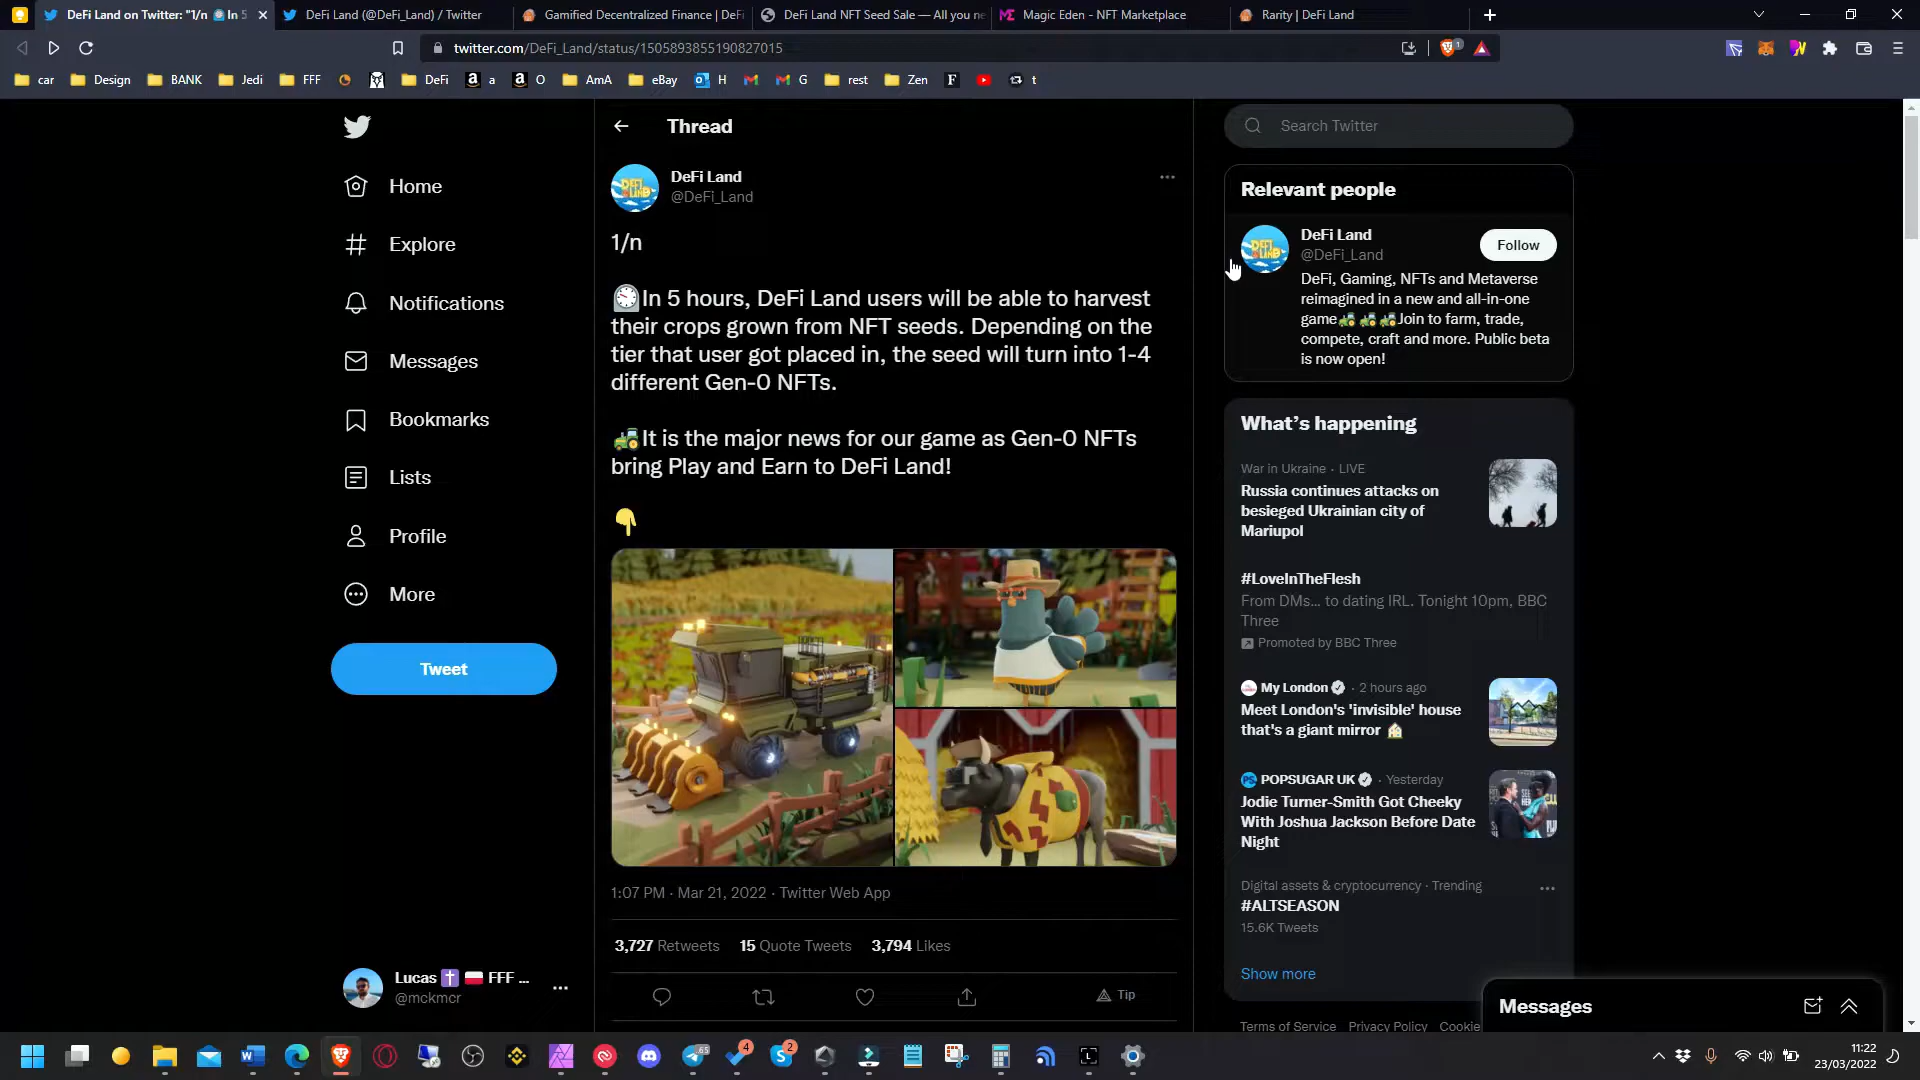 DeFi Land on Twitter: "1/n 🕰️In 5
DeFi Land (@DeFi_Land) / Twitter
Gamified Decentralized Finance | DeFi
DeFi Land NFT Seed Sale — All you ne
Magic Eden - NFT Marketplace
Rarity | DeFi Land
twitter.com/DeFi_Land/status/1505893855190827015
car
Design
BANK
Jedi
FFF
DeFi
a
O
AmA
eBay
H
G
rest
Zen
F
t
Home
Explore
Notifications
Messages
Bookmarks
Lists
Profile
More
Tweet
Lucas ✝️ 🇵🇱 FFF ...
@mckmcr
Thread
DeFi Land
@DeFi_Land
1/n
🕰️In 5 hours, DeFi Land users will be able to harvest
their crops grown from NFT seeds. Depending on the
tier that user got placed in, the seed will turn into 1-4
different Gen-0 NFTs.
🚜It is the major news for our game as Gen-0 NFTs
bring Play and Earn to DeFi Land!
👇
1:07 PM · Mar 21, 2022 · Twitter Web App
3,727 Retweets 15 Quote Tweets 3,794 Likes
Tip
Search Twitter
Relevant people
DeFi Land
@DeFi_Land
Follow
DeFi, Gaming, NFTs and Metaverse
reimagined in a new and all-in-one
game🚜 🚜 🚜Join to farm, trade,
compete, craft and more. Public beta
is now open!
What's happening
War in Ukraine · LIVE
Russia continues attacks on
besieged Ukrainian city of
Mariupol
#LoveInTheFlesh
From DMs... to dating IRL. Tonight 10pm, BBC
Three
Promoted by BBC Three
My London · 2 hours ago
Meet London's 'invisible' house
that's a giant mirror 🏠
POPSUGAR UK · Yesterday
Jodie Turner-Smith Got Cheeky
With Joshua Jackson Before Date
Night
Digital assets & cryptocurrency · Trending
#ALTSEASON
15.6K Tweets
Show more
Terms of Service Privacy Policy Cookie
Messages
11:22
23/03/2022